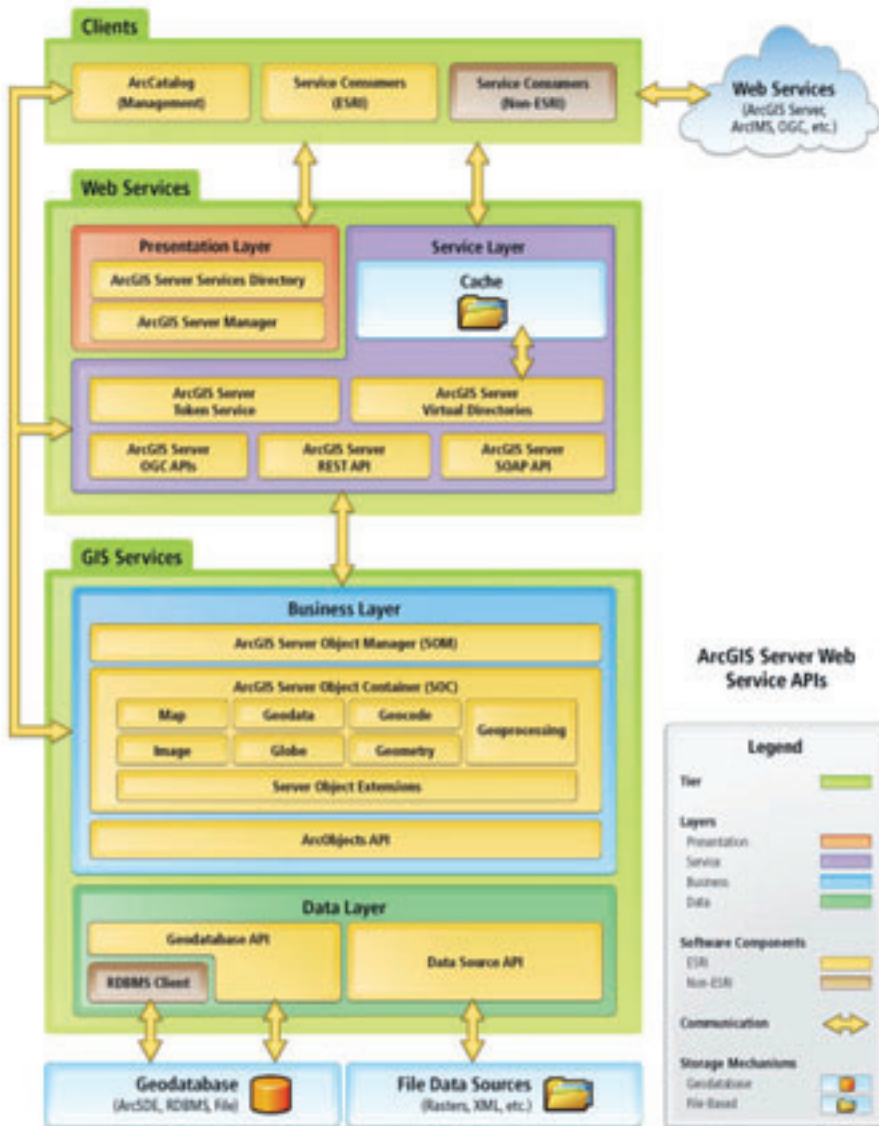 Clients
ArcCatalog
(Management)
Service Consumers
(ESRI)
Service Consumers
(Non-ESRI)
Web Services
(ArcGIS Server,
ArcIMS, OGC, etc.)
Web Services
Presentation Layer
ArcGIS Server Services Directory
ArcGIS Server Manager
Service Layer
Cache
ArcGIS Server
Token Service
ArcGIS Server
Virtual Directories
ArcGIS Server
OGC APIs
ArcGIS Server
REST API
ArcGIS Server
SOAP API
GIS Services
Business Layer
ArcGIS Server Object Manager (SOM)
ArcGIS Server Object Container (SOC)
Map
Geodata
Geocode
Geoprocessing
Image
Globe
Geometry
Server Object Extensions
ArcObjects API
Data Layer
Geodatabase API
RDBMS Client
Data Source API
Geodatabase
(ArcSDE, RDBMS, File)
File Data Sources
(Rasters, XML, etc.)
ArcGIS Server Web
Service APIs
Legend
Tier
Layers
Presentation
Service
Business
Data
Software Components
ESRI
Non-ESRI
Communication
Storage Mechanisms
Geodatabase
File-Based